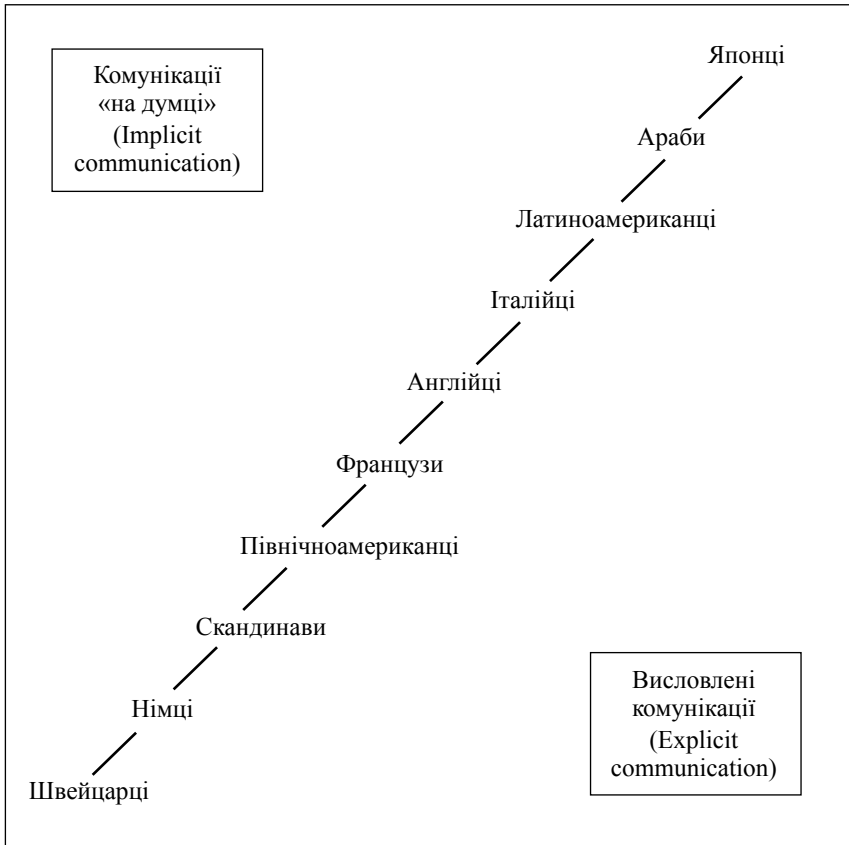 Комунікації
«на думці»
(Implicit
communication)
Японці
Араби
Латиноамериканці
Італійці
Англійці
Французи
Північноамериканці
Скандинави
Німці
Швейцарці
Висловлені
комунікації
(Explicit
communication)